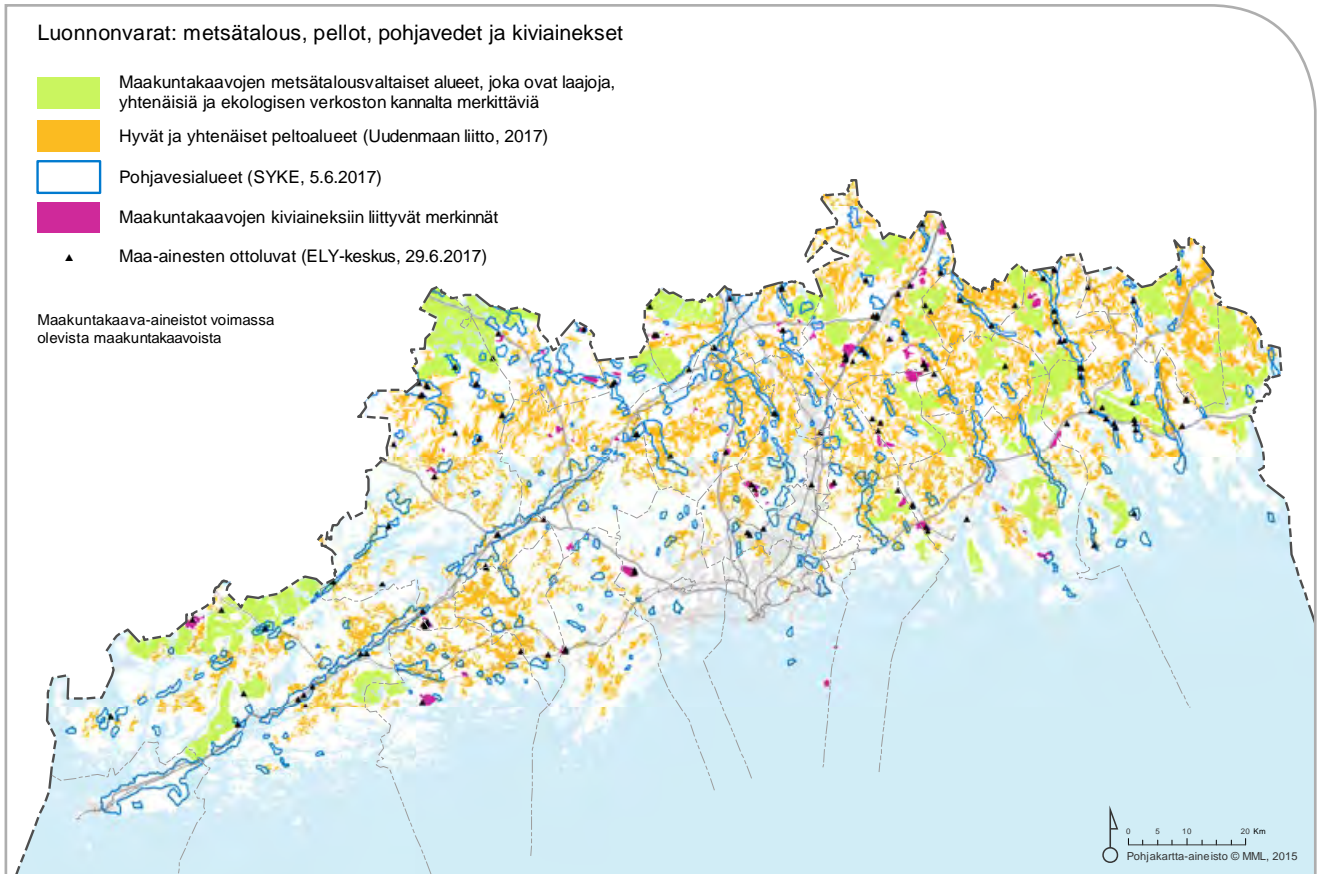 Luonnonvarat: metsätalous, pellot, pohjavedet ja kiviainekset
Maakuntakaavojen metsätalousvaltaiset alueet, joka ovat laajoja,
yhtenäisiä ja ekologisen verkoston kannalta merkittäviä
Hyvät ja yhtenäiset peltoalueet (Uudenmaan liitto, 2017)
Pohjavesialueet (SYKE, 5.6.2017)
Maakuntakaavojen kiviaineksiin liittyvät merkinnät
Maa-ainesten ottoluvat (ELY-keskus, 29.6.2017)
Maakuntakaava-aineistot voimassa
olevista maakuntakaavoista
0 5 10 20 Km
Pohjakartta-aineisto © MML, 2015